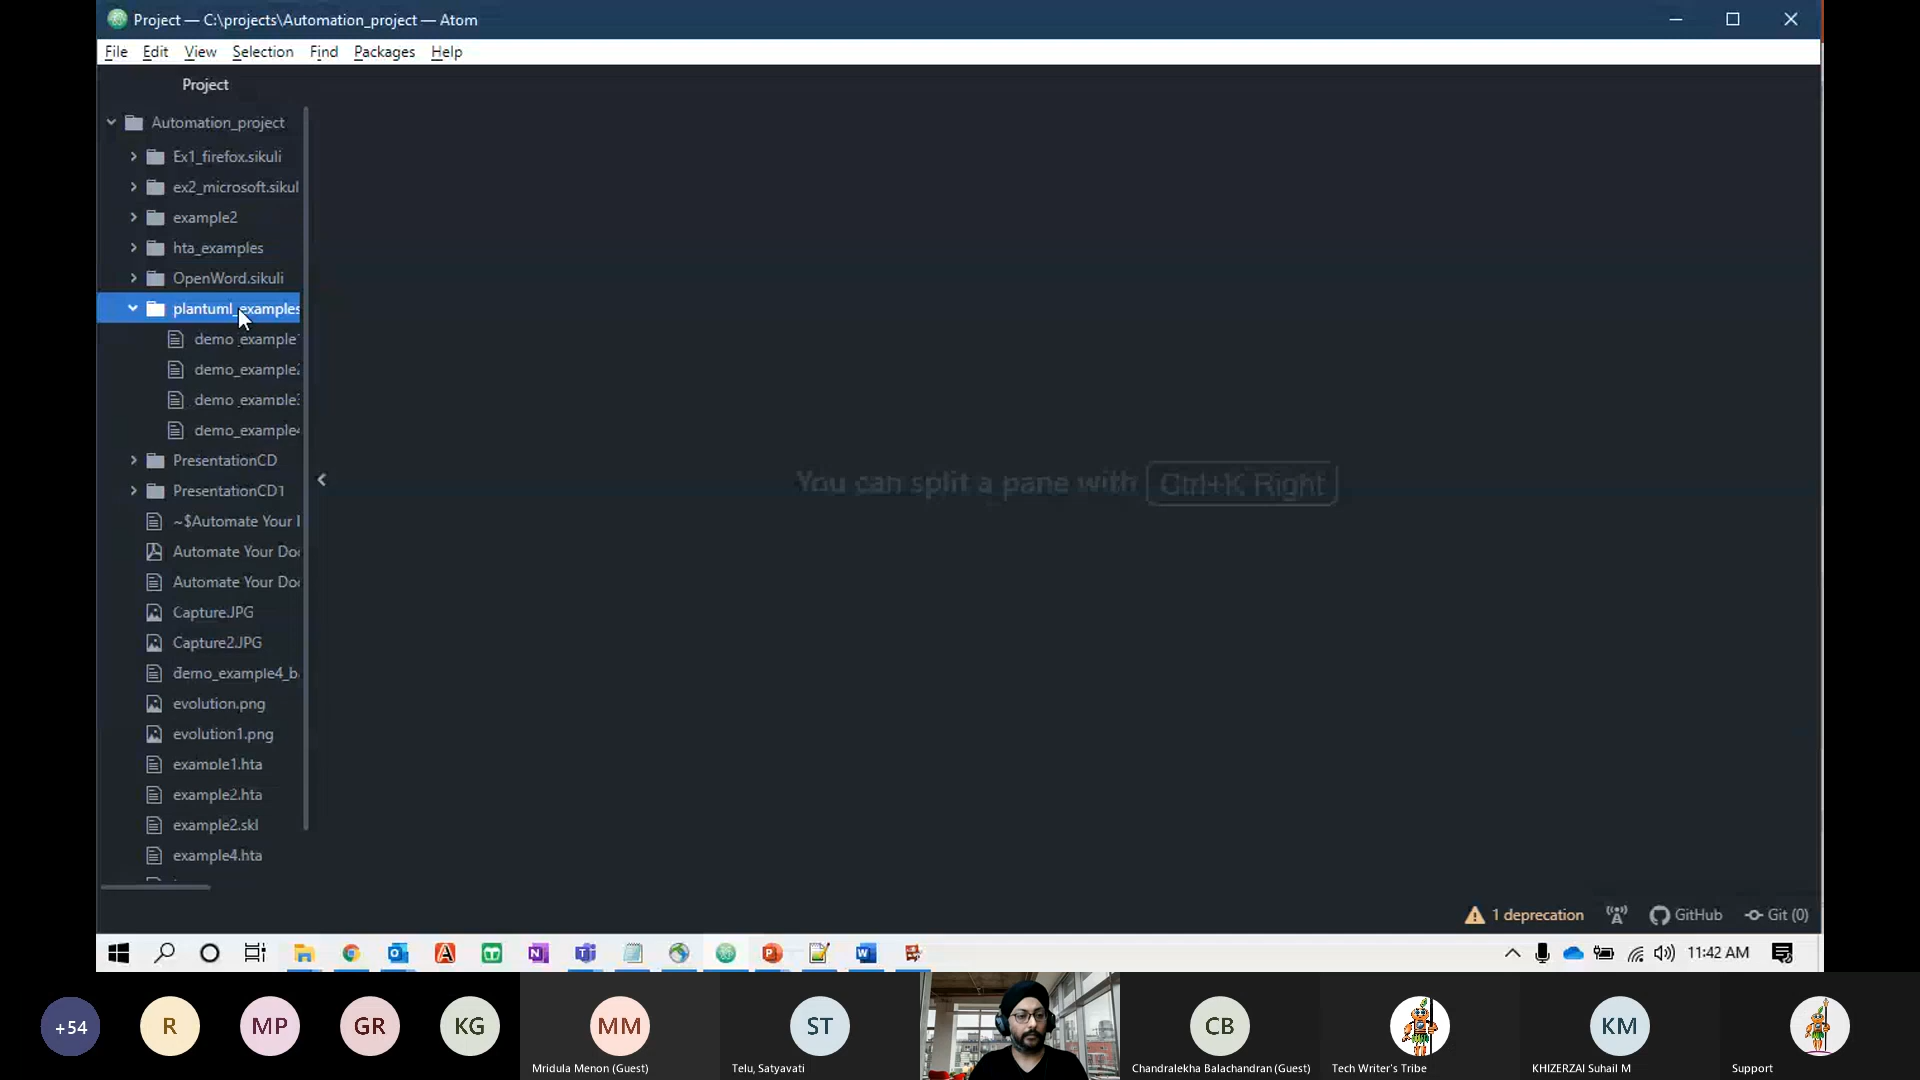 Project — C:\projects\Automation_project — Atom
File Edit View Selection Find Packages Help
Project
Automation_project
Ex1_firefox.sikuli
ex2_microsoft.sikul
example2
hta_examples
OpenWord.sikuli
plantuml_examples
demo_example1
demo_example2
demo_example3
demo_example4
PresentationCD
PresentationCD1
~$Automate Your
Automate Your Do
Automate Your Do
Capture.JPG
Capture2.JPG
demo_example4_b
evolution.png
evolution1.png
example1.hta
example2.hta
example2.skl
example4.hta
You can split a pane with Ctrl+K Right
1 deprecation GitHub Git (0)
11:42 AM
+54 R MP GR KG MM ST CB KM
Mridula Menon (Guest) Telu, Satyavati Chandralekha Balachandran (Guest) Tech Writer's Tribe KHIZERZAI Suhail M Support